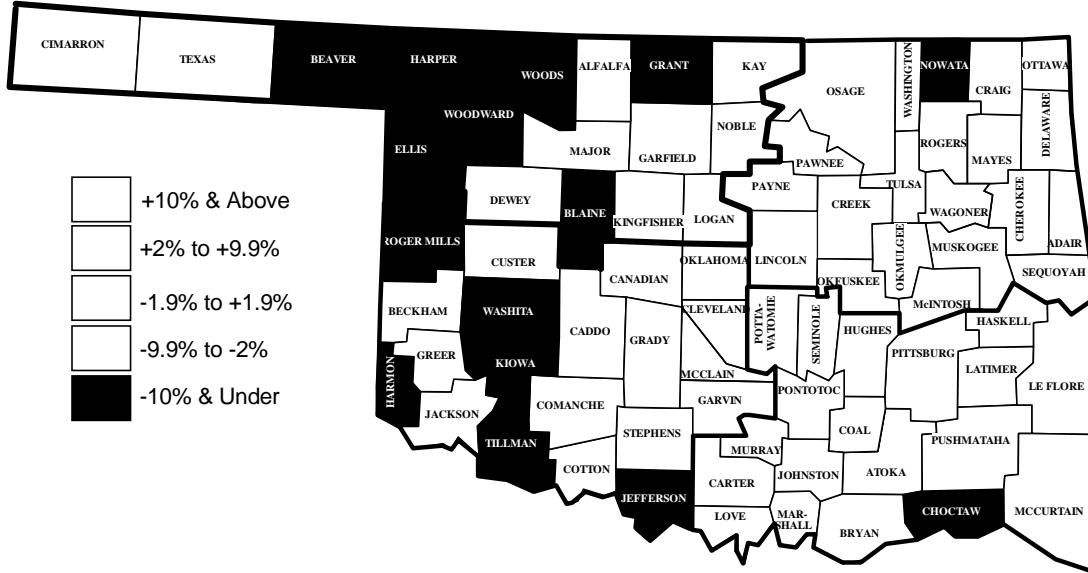 CIMARRON
TEXAS
BEAVER
HARPER
WOODS
ALFALFA
GRANT
KAY
OSAGE
WASHINGTON
NOWATA
CRAIG
OTTAWA
WOODWARD
ELLIS
MAJOR
GARFIELD
NOBLE
PAWNEE
ROGERS
MAYES
DELAWARE
DEWEY
BLAINE
KINGFISHER
LOGAN
PAYNE
CREEK
TULSA
WAGONER
CHEROKEE
ADAIR
ROGER MILLS
CUSTER
CANADIAN
OKLAHOMA
LINCOLN
OKFUSKEE
OKMULGEE
MUSKOGEE
SEQUOYAH
McINTOSH
BECKHAM
WASHITA
CADDO
GRADY
CLEVELAND
POTTA-
WATOMIE
SEMINOLE
HUGHES
PITTSBURG
HASKELL
LATIMER
LE FLORE
GREER
KIOWA
HARMON
JACKSON
COMANCHE
MCCLAIN
GARVIN
PONTOTOC
COAL
PUSHMATAHA
TILLMAN
STEPHENS
COTTON
MURRAY
CARTER
JOHNSTON
ATOKA
JEFFERSON
LOVE
MAR-
SHALL
BRYAN
CHOCTAW
MCCURTAIN
+10% & Above
+2% to +9.9%
-1.9% to +1.9%
-9.9% to -2%
-10% & Under